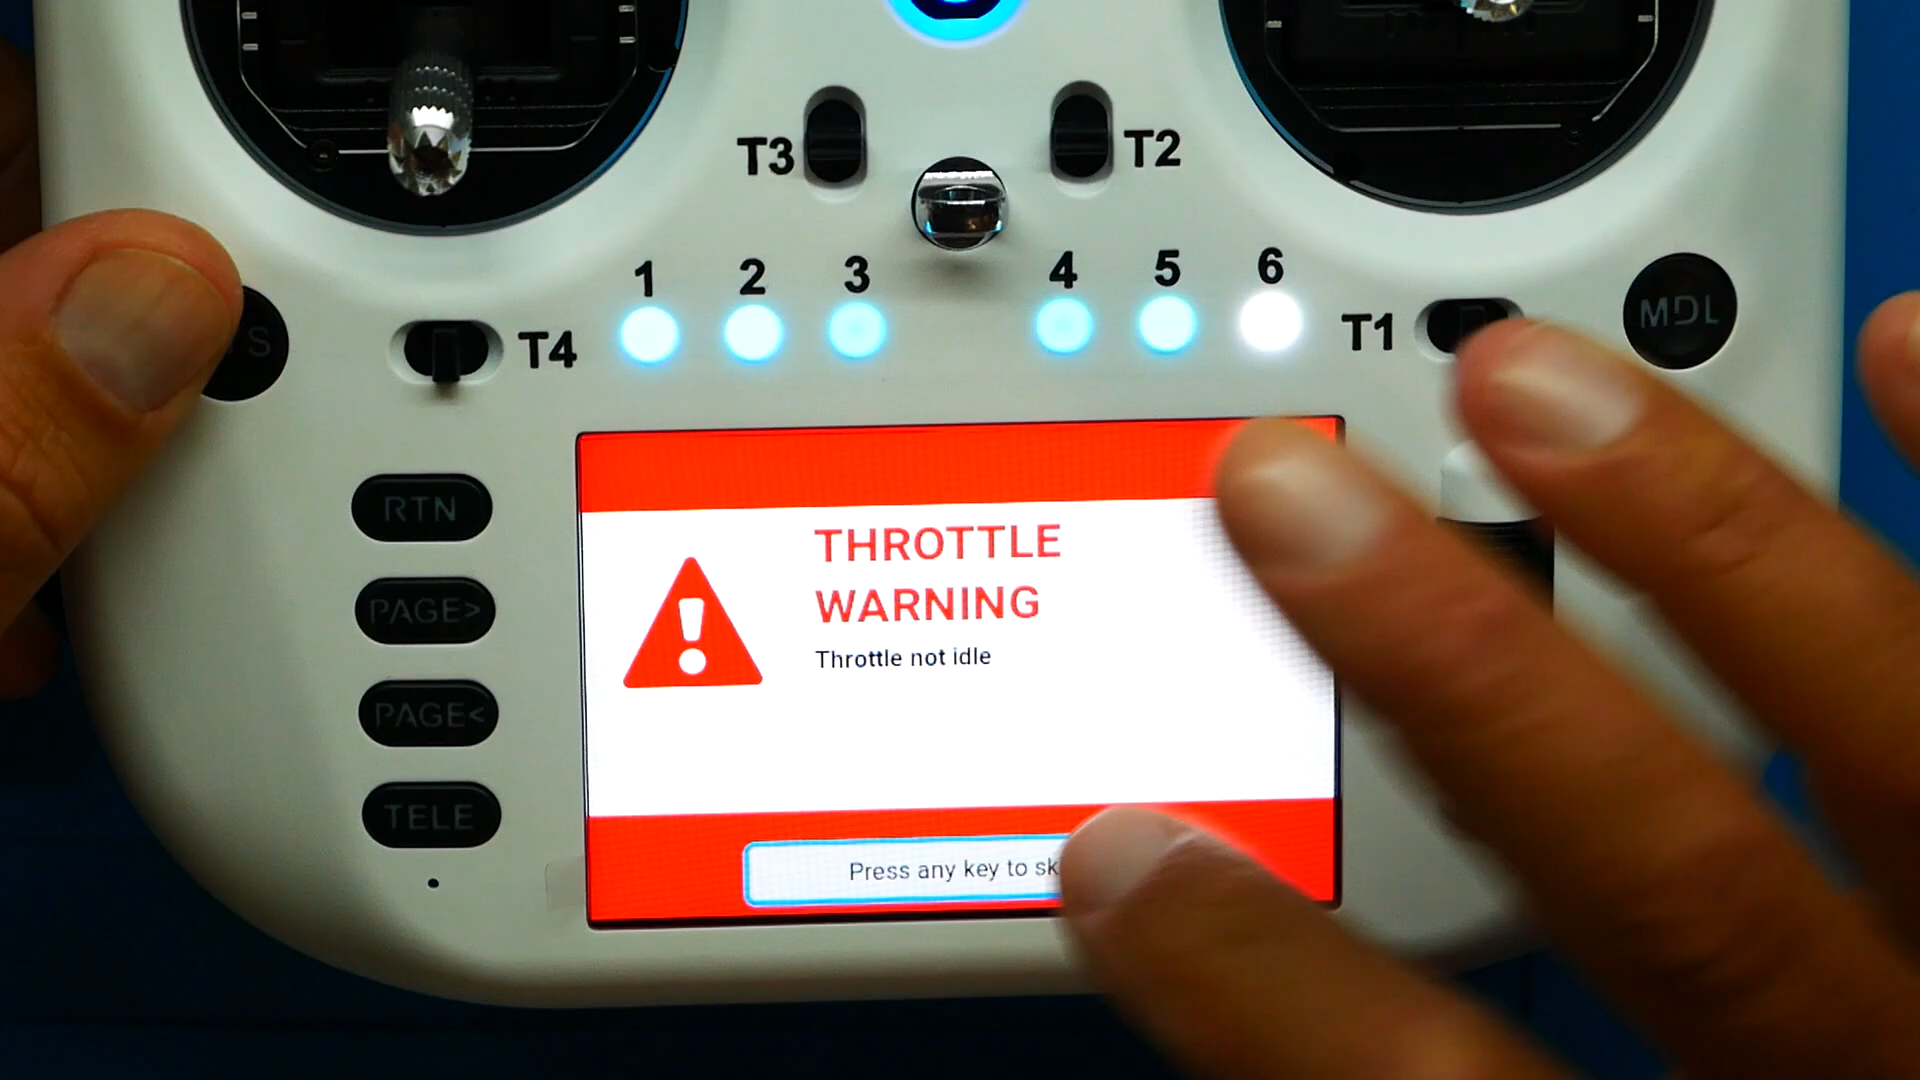 T3
T2
1
2
3
4
5
6
T4
T1
S
MDL
RTN
PAGE>
PAGE<
TELE
THROTTLE
WARNING
Throttle not idle
Press any key to